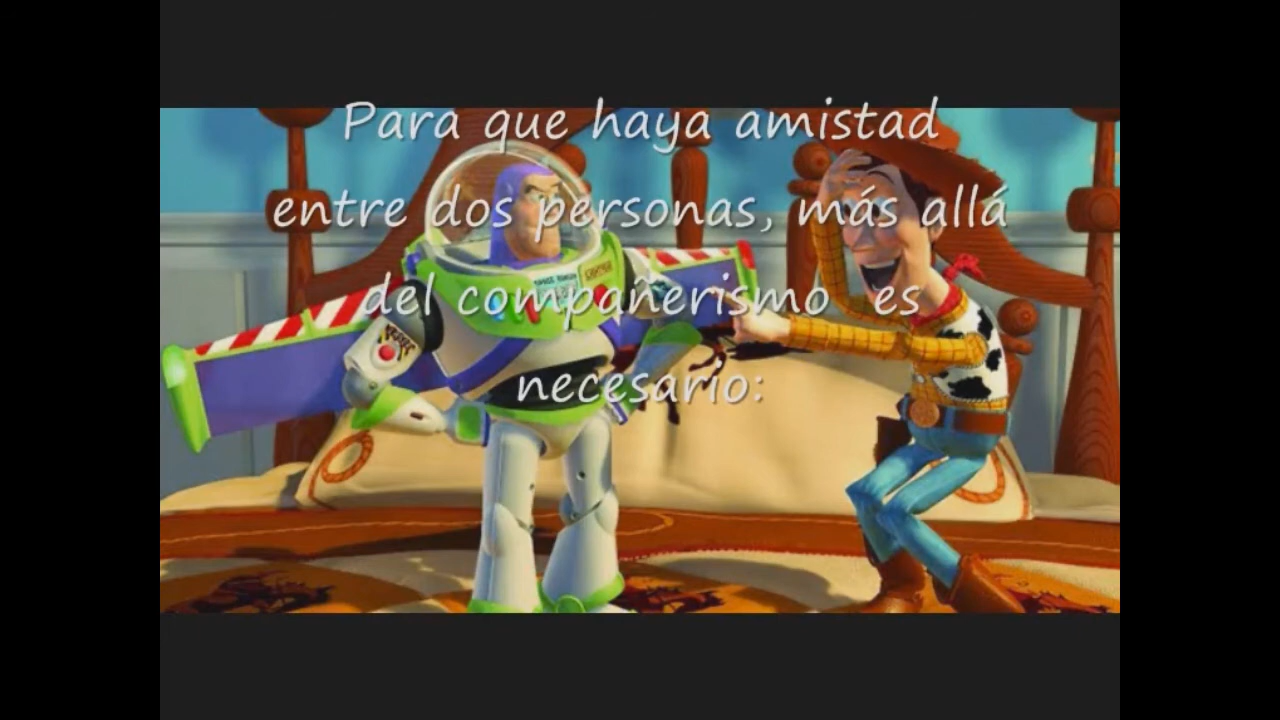 Para que haya amistad
entre dos personas, más allá
del compañerismo es
necesario: